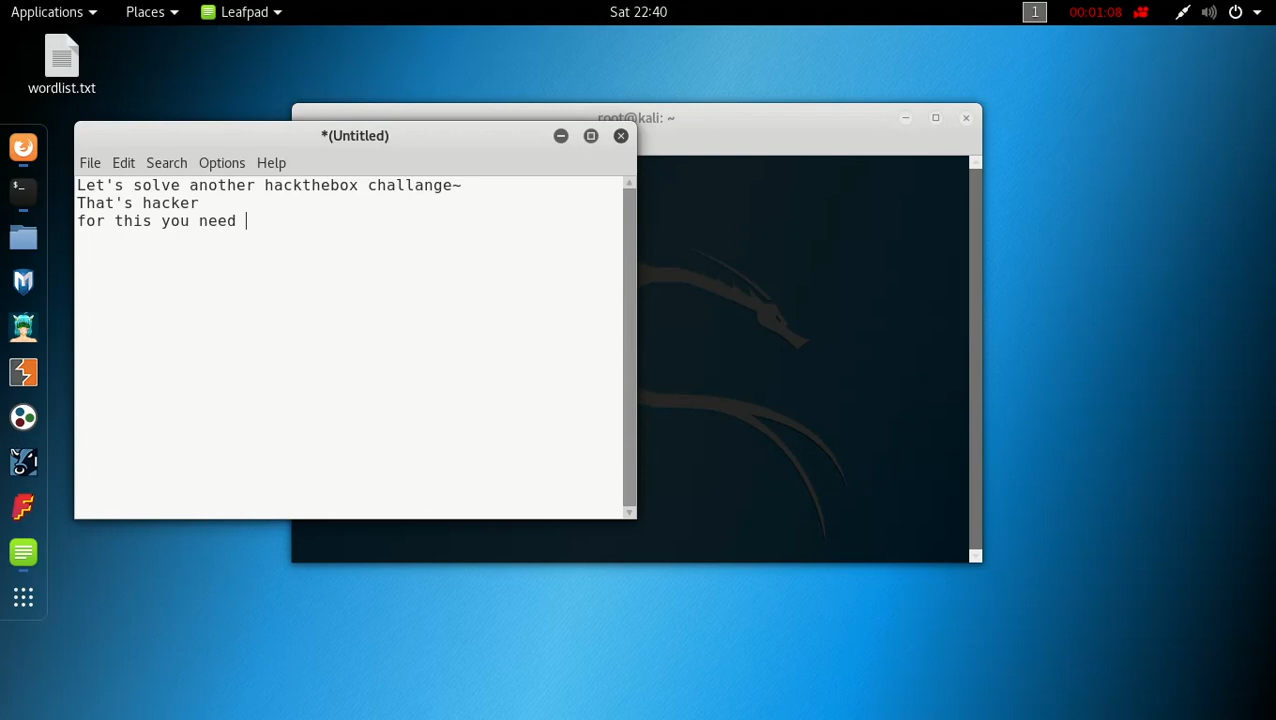 Applications Places Leafpad Sat 22:40 1 00:01:08
wordlist.txt
root@kali: ~
*(Untitled)
File Edit Search Options Help
Let's solve another hackthebox challange~
That's hacker
for this you need